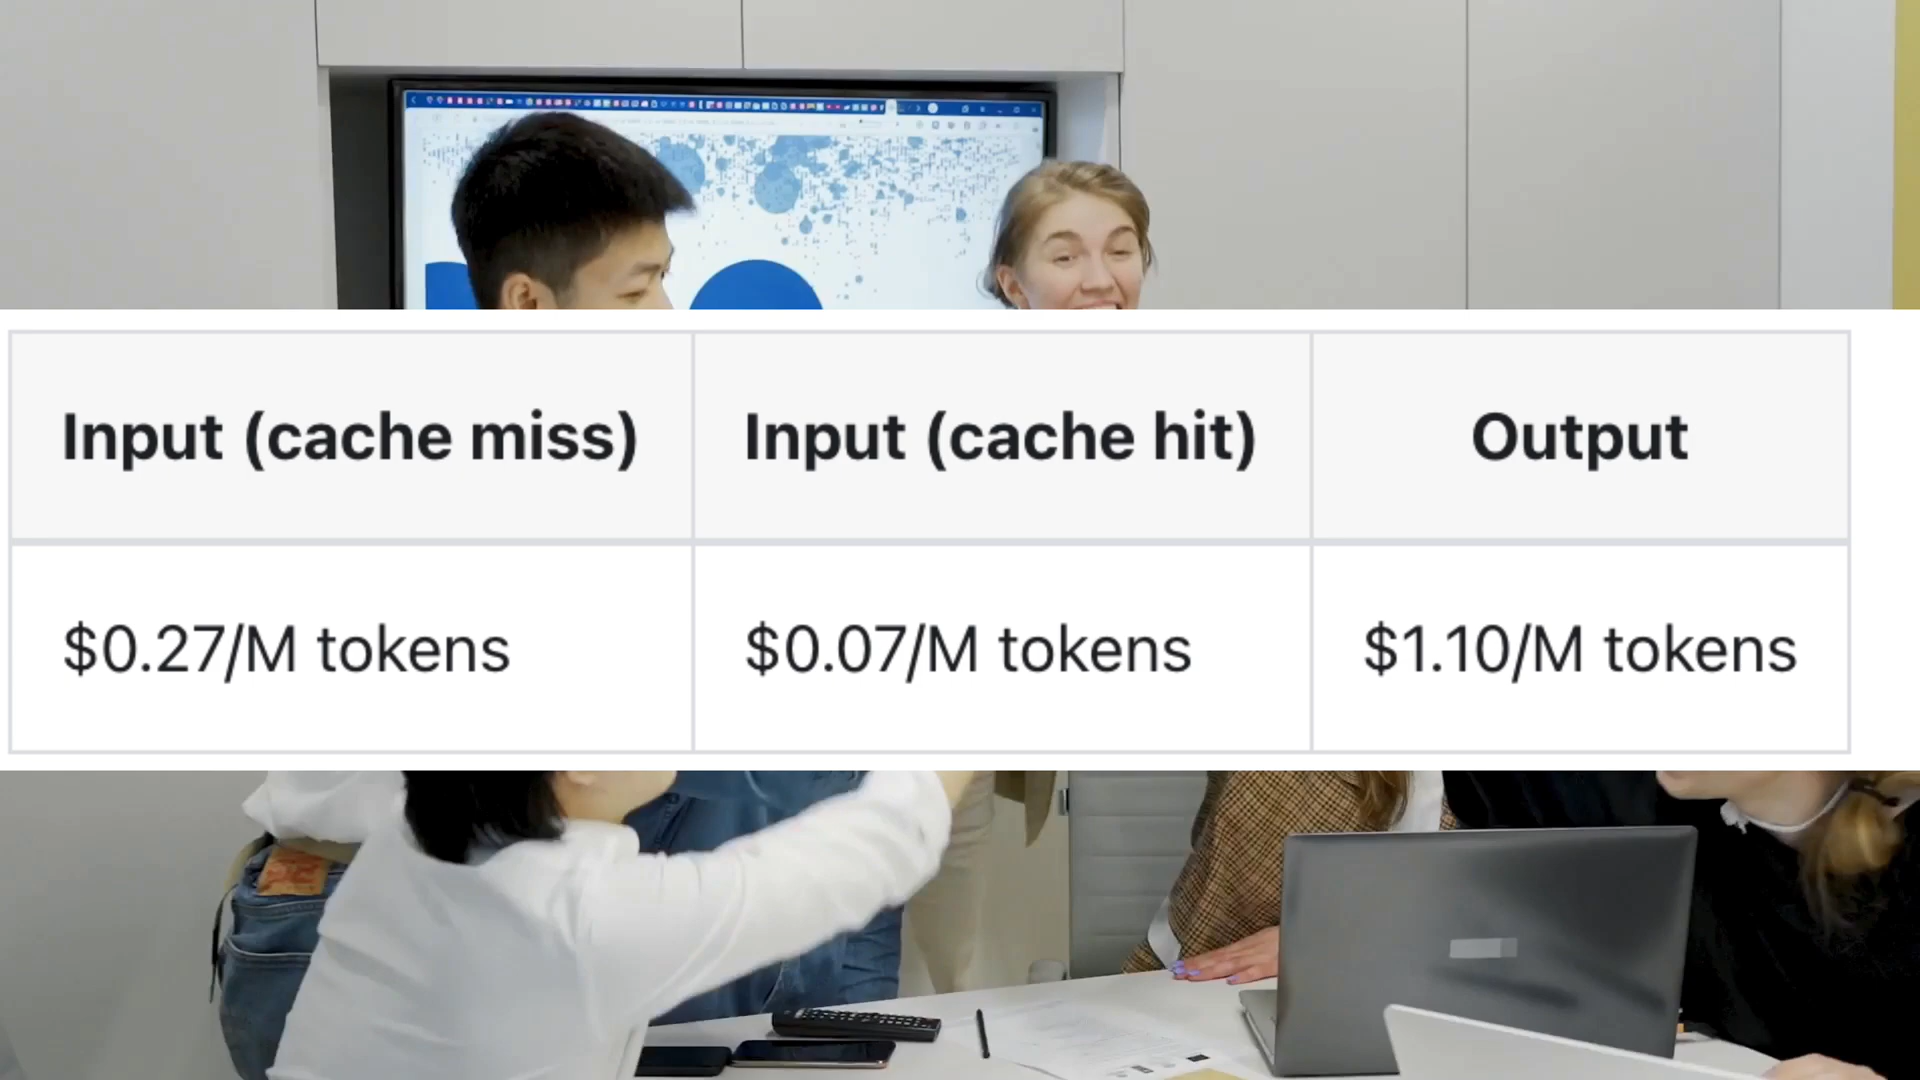 Input (cache miss) Input (cache hit) Output
$0.27/M tokens $0.07/M tokens $1.10/M tokens